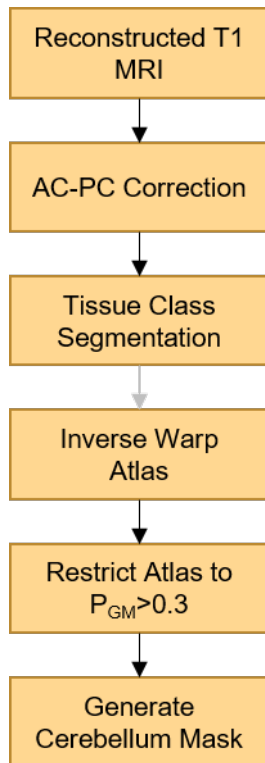 Reconstructed T1
MRI
AC-PC Correction
Tissue Class
Segmentation
Inverse Warp
Atlas
Restrict Atlas to
P_GM>0.3
Generate
Cerebellum Mask